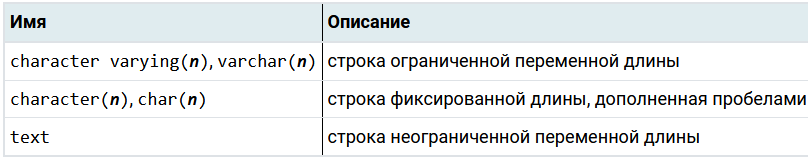 Имя Описание
character varying(n), varchar(n) строка ограниченной переменной длины
character(n), char(n) строка фиксированной длины, дополненная пробелами
text строка неограниченной переменной длины